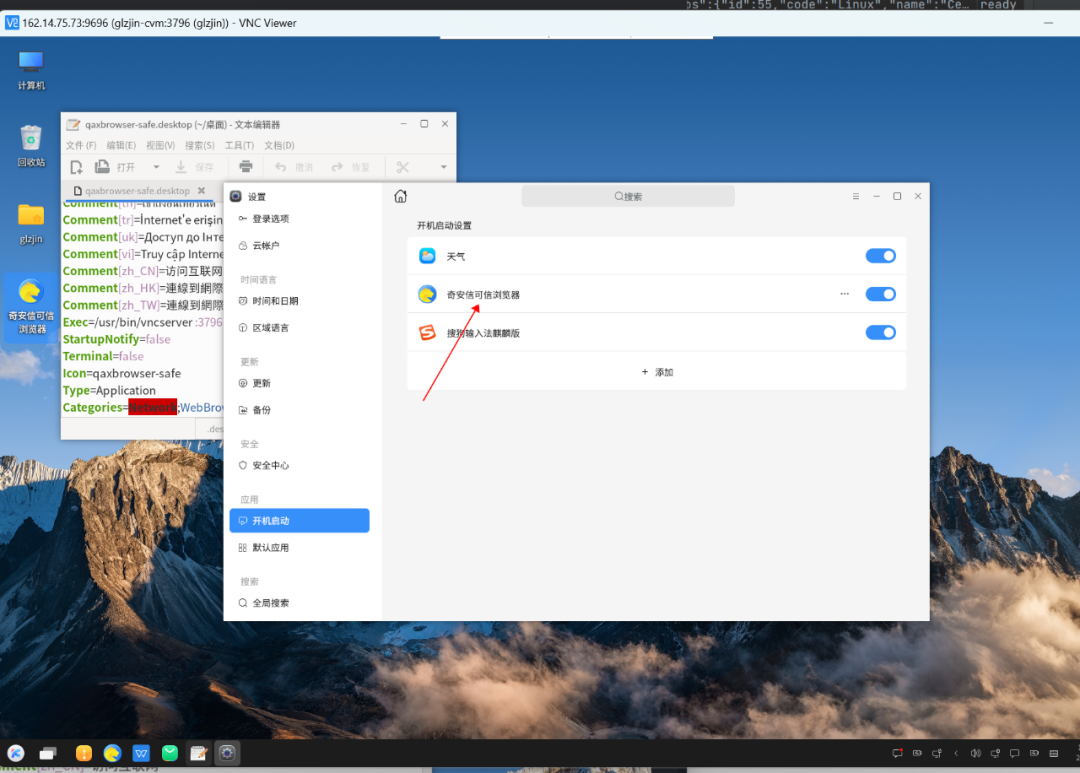 ps":{"id":55,"code":"Linux","name":"Ce… ready
162.14.75.73:9696 (glzjin-cvm:3796 (glzjin)) - VNC Viewer
计算机
回收站
glzjin
奇安信可信
浏览器
qaxbrowser-safe.desktop (~/桌面) - 文本编辑器
文件(F) 编辑(E) 视图(V) 搜索(S) 工具(T) 文档(D)
打开 保存 撤消 恢复
qaxbrowser-safe.desktop
Comment[tr]=İnternet'e erişin
Comment[uk]=Доступ до Інте
Comment[vi]=Truy cập Interne
Comment[zh_CN]=访问互联网
Comment[zh_HK]=連線到網際
Comment[zh_TW]=連線到網際
Exec=/usr/bin/vncserver :3796
StartupNotify=false
Terminal=false
Icon=qaxbrowser-safe
Type=Application
Categories=Network;WebBrow
.des
设置
登录选项
云帐户
时间语言
时间和日期
区域语言
更新
更新
备份
安全
安全中心
应用
开机启动
默认应用
搜索
全局搜索
搜索
开机启动设置
天气
奇安信可信浏览器
搜狗输入法麒麟版
+ 添加